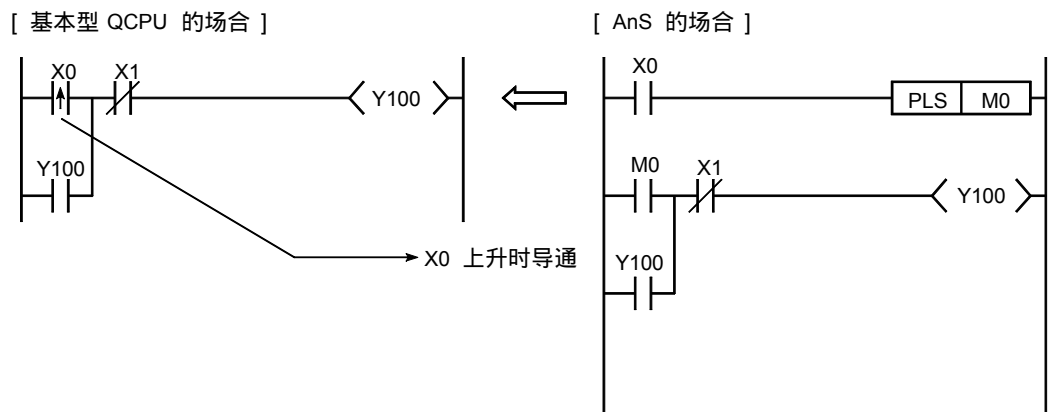 [ 基本型 QCPU 的场合 ]
X0 X1
Y100
Y100
X0 上升时导通
[ AnS 的场合 ]
X0
PLS M0
M0 X1
Y100
Y100